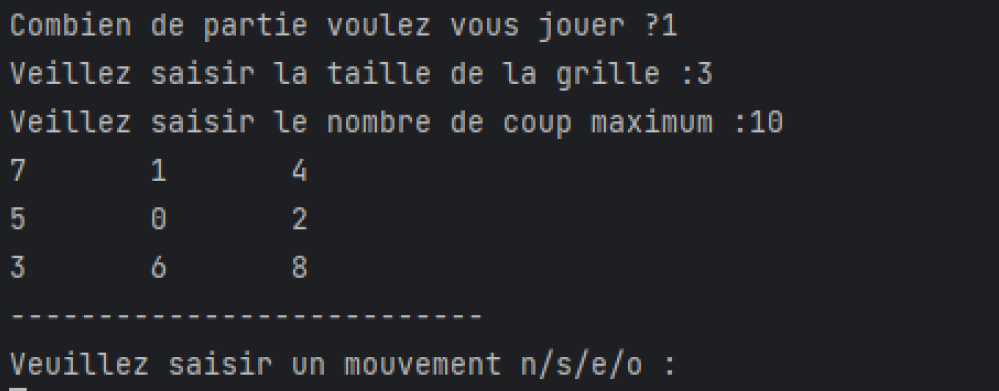 Combien de partie voulez vous jouer ?1
Veillez saisir la taille de la grille :3
Veillez saisir le nombre de coup maximum :10
7 1 4
5 0 2
3 6 8
---------------------------
Veuillez saisir un mouvement n/s/e/o :